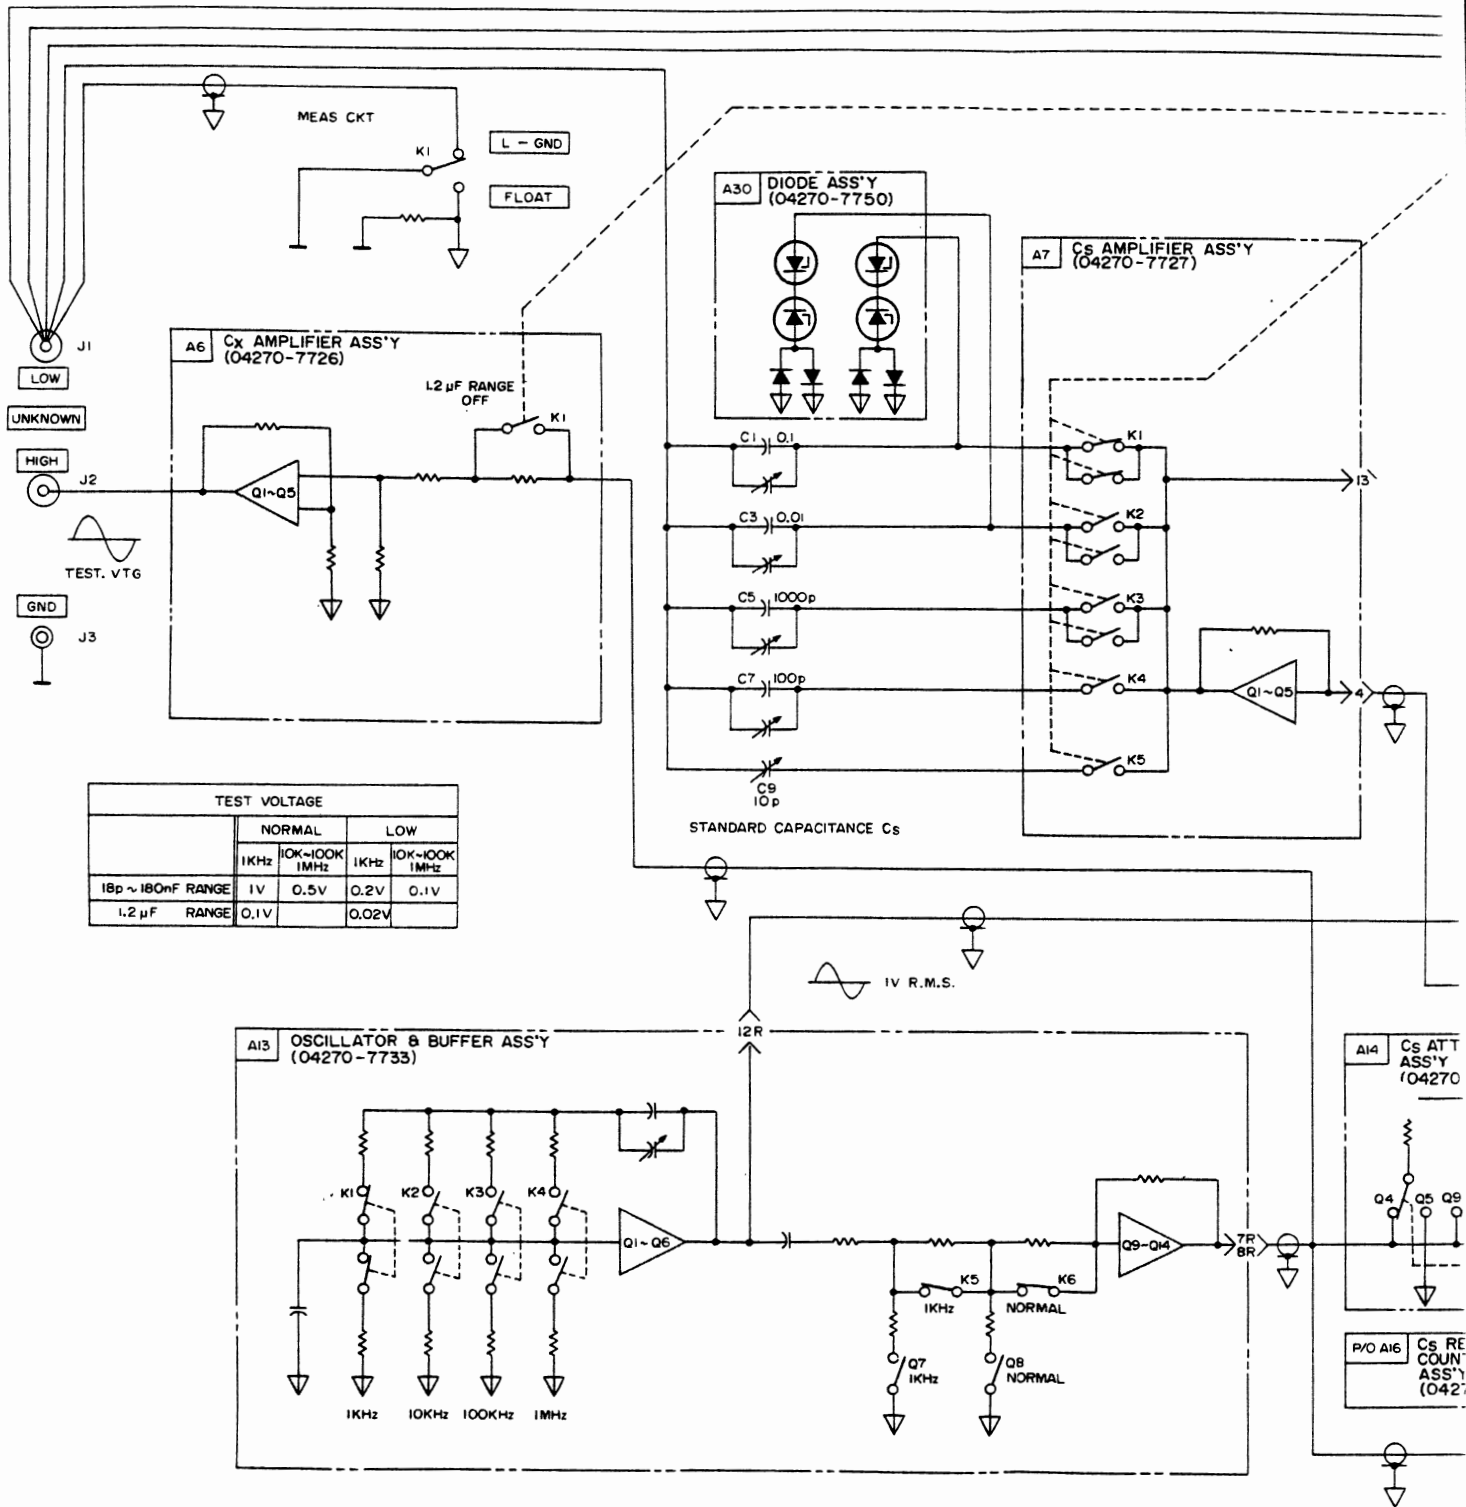 MEAS CKT
K1
L - GND
FLOAT
J1
LOW
UNKNOWN
HIGH
J2
TEST. VTG
GND
J3
A6
Cx AMPLIFIER ASS'Y
(04270-7726)
1.2 µF RANGE
OFF
K1
Q1~Q5
A30
DIODE ASS'Y
(04270-7750)
A7
Cs AMPLIFIER ASS'Y
(04270-7727)
C1 0.1
K1
13
C3 0.01
K2
C5 1000p
K3
C7 100p
K4
Q1~Q5
4
C9
10p
K5
STANDARD CAPACITANCE Cs
TEST VOLTAGE
NORMAL LOW
1KHz 10K~100K 1MHz 1KHz 10K~100K 1MHz
18p ~ 180nF RANGE 1V 0.5V 0.2V 0.1V
1.2 µF RANGE 0.1V 0.02V
1V R.M.S.
12R
A13
OSCILLATOR & BUFFER ASS'Y
(04270-7733)
K1 K2 K3 K4
Q1~Q6
1KHz 10KHz 100KHz 1MHz
K5
1KHz
K6
NORMAL
Q7
1KHz
Q8
NORMAL
Q9~Q14
7R
8R
A14
Cs ATT
ASS'Y
(04270
Q4 Q5 Q9
P/O A16
Cs RE
COUNT
ASS'Y
(0427